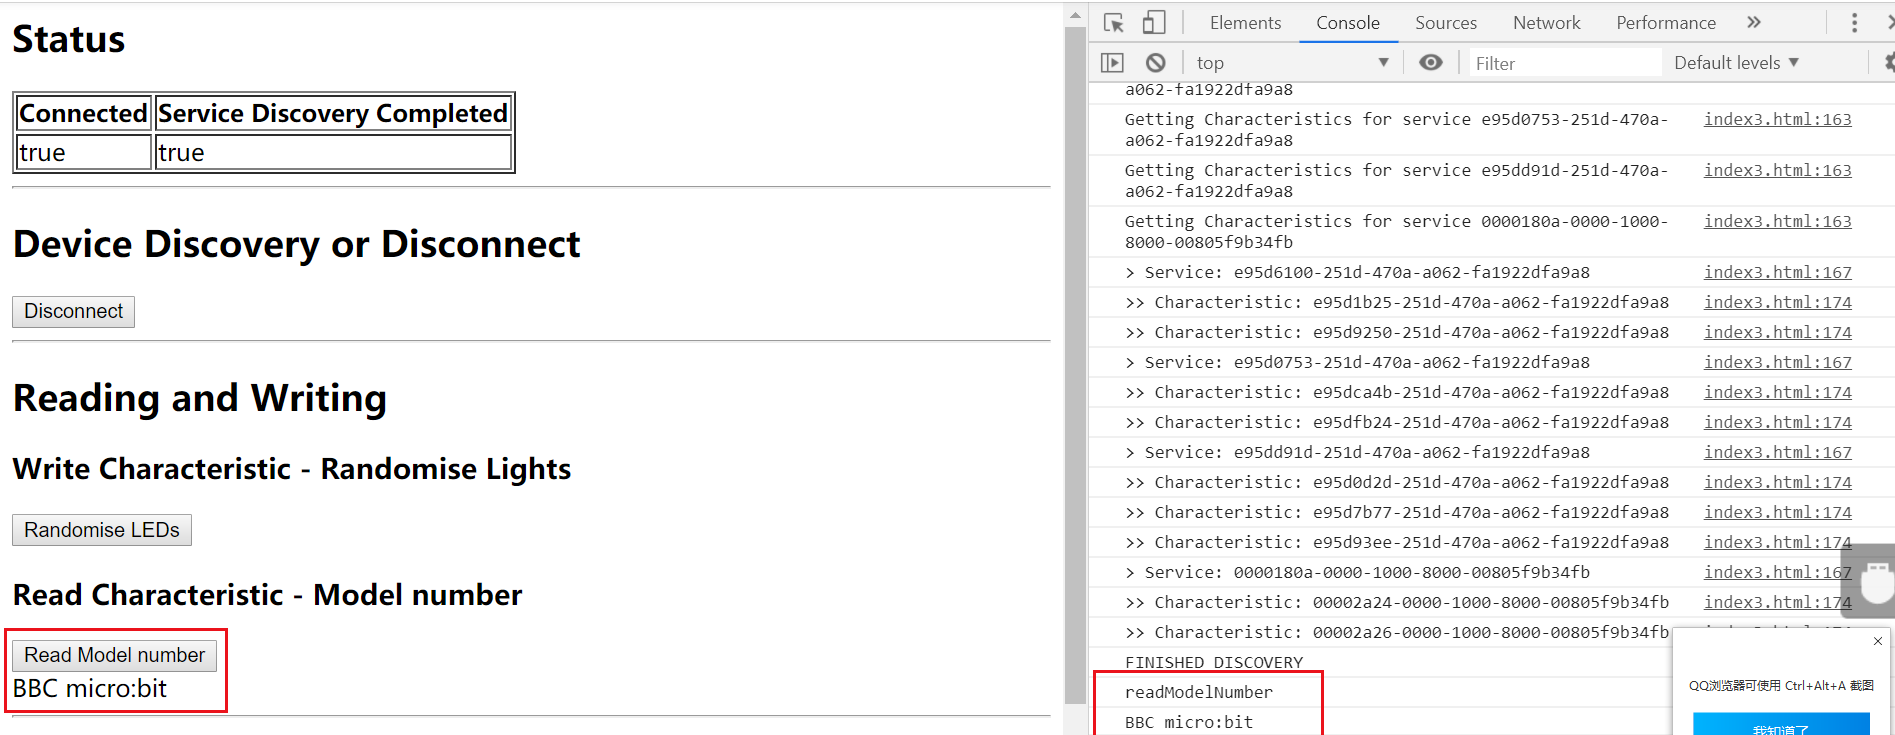 Status
Connected Service Discovery Completed
true true
Device Discovery or Disconnect
Disconnect
Reading and Writing
Write Characteristic - Randomise Lights
Randomise LEDs
Read Characteristic - Model number
Read Model number
BBC micro:bit
Elements Console Sources Network Performance »
top ▼ Filter Default levels ▼
a062-fa1922dfa9a8
Getting Characteristics for service e95d0753-251d-470a- index3.html:163
a062-fa1922dfa9a8
Getting Characteristics for service e95dd91d-251d-470a- index3.html:163
a062-fa1922dfa9a8
Getting Characteristics for service 0000180a-0000-1000- index3.html:163
8000-00805f9b34fb
> Service: e95d6100-251d-470a-a062-fa1922dfa9a8 index3.html:167
>> Characteristic: e95d1b25-251d-470a-a062-fa1922dfa9a8 index3.html:174
>> Characteristic: e95d9250-251d-470a-a062-fa1922dfa9a8 index3.html:174
> Service: e95d0753-251d-470a-a062-fa1922dfa9a8 index3.html:167
>> Characteristic: e95dca4b-251d-470a-a062-fa1922dfa9a8 index3.html:174
>> Characteristic: e95dfb24-251d-470a-a062-fa1922dfa9a8 index3.html:174
> Service: e95dd91d-251d-470a-a062-fa1922dfa9a8 index3.html:167
>> Characteristic: e95d0d2d-251d-470a-a062-fa1922dfa9a8 index3.html:174
>> Characteristic: e95d7b77-251d-470a-a062-fa1922dfa9a8 index3.html:174
>> Characteristic: e95d93ee-251d-470a-a062-fa1922dfa9a8 index3.html:174
> Service: 0000180a-0000-1000-8000-00805f9b34fb index3.html:167
>> Characteristic: 00002a24-0000-1000-8000-00805f9b34fb index3.html:174
>> Characteristic: 00002a26-0000-1000-8000-00805f9b34fb
FINISHED DISCOVERY
readModelNumber
BBC micro:bit
QQ浏览器可使用 Ctrl+Alt+A 截图
我知道了